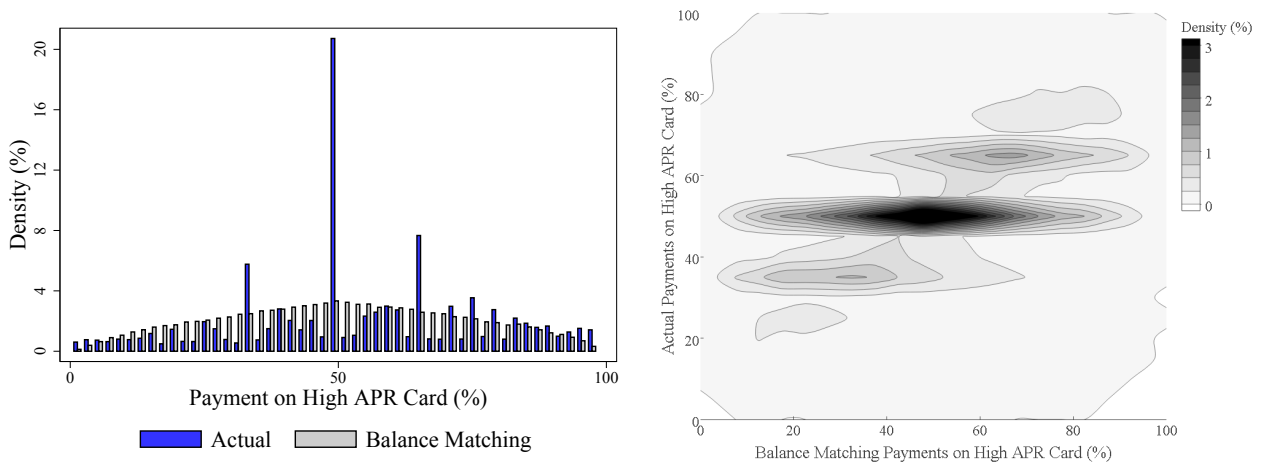 Density (%)
20
16
12
8
4
0
0 50 100
Payment on High APR Card (%)
Actual Balance Matching
Actual Payments on High APR Card (%)
100
80
60
40
20
0
0 20 40 60 80 100
Balance Matching Payments on High APR Card (%)
Density (%)
3
2
1
0